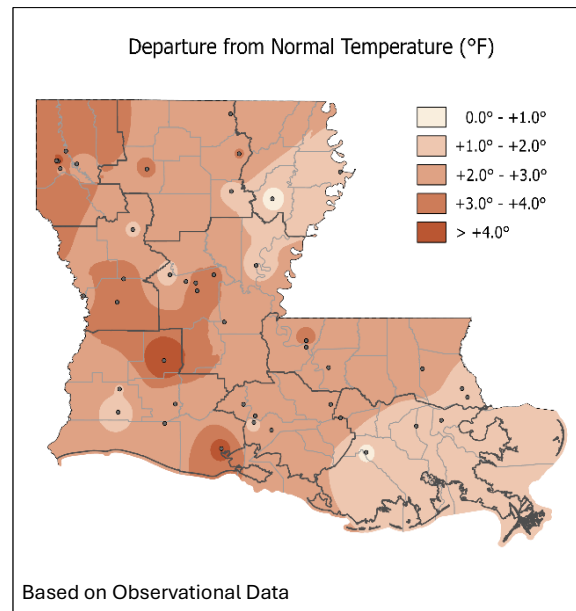 Departure from Normal Temperature (°F)
0.0° - +1.0°
+1.0° - +2.0°
+2.0° - +3.0°
+3.0° - +4.0°
> +4.0°
Based on Observational Data